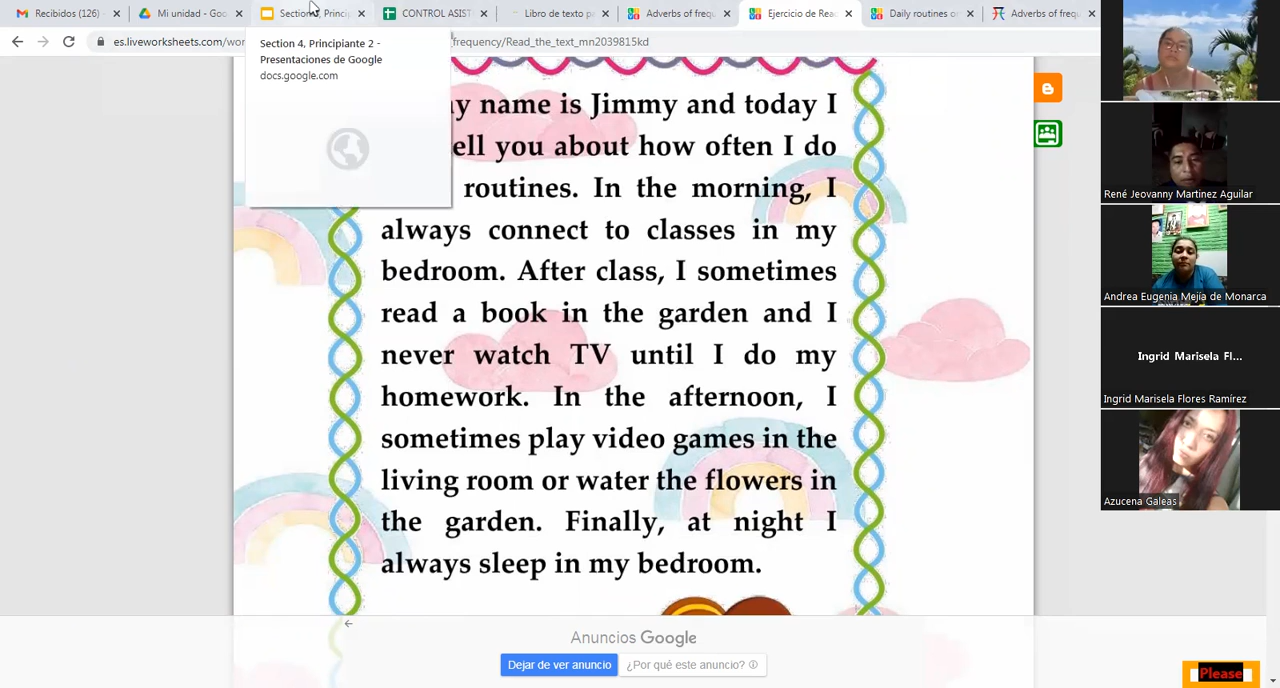 Recibidos (126)
Mi unidad - Goo
Section 4, Princip
CONTROL ASIST
Libro de texto pa
Adverbs of frequ
Ejercicio de Rea
Daily routines or
Adverbs of frequ
es.liveworksheets.com/wor
frequency/Read_the_text_mn2039815kd
Section 4, Principiante 2 -
Presentaciones de Google
docs.google.com
y name is Jimmy and today I
ell you about how often I do
routines. In the morning, I
always connect to classes in my
bedroom. After class, I sometimes
read a book in the garden and I
never watch TV until I do my
homework. In the afternoon, I
sometimes play video games in the
living room or water the flowers in
the garden. Finally, at night I
always sleep in my bedroom.
Anuncios Google
Dejar de ver anuncio
¿Por qué este anuncio?
René Jeovanny Martinez Aguilar
Andrea Eugenia Mejía de Monarca
Ingrid Marisela Fl...
Ingrid Marisela Flores Ramírez
Azucena Galeas
Please